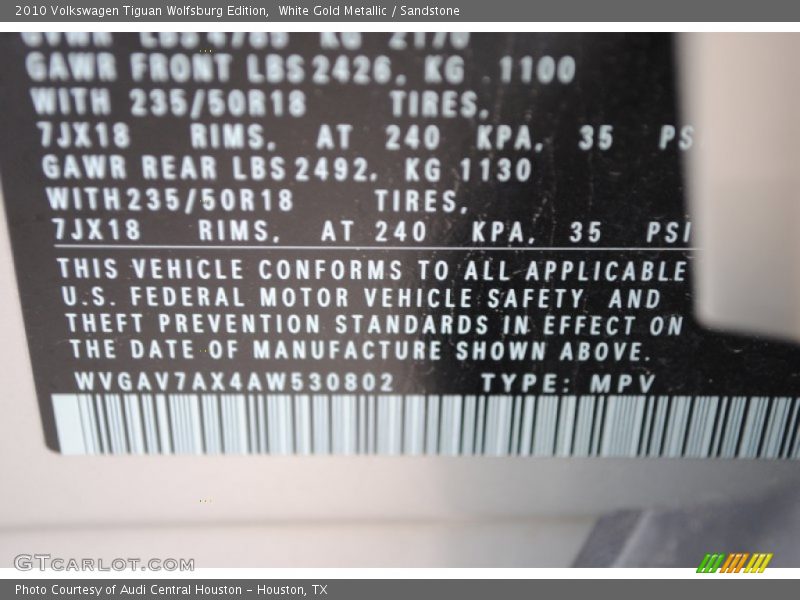 2010 Volkswagen Tiguan Wolfsburg Edition,  White Gold Metallic / Sandstone
GAWR FRONT LBS 2426. KG 1100
WITH 235/50R18 TIRES,
7JX18 RIMS, AT 240 KPA, 35 PS
GAWR REAR LBS 2492. KG 1130
WITH 235/50R18 TIRES,
7JX18 RIMS, AT 240 KPA, 35 PSI
THIS VEHICLE CONFORMS TO ALL APPLICABLE
U.S. FEDERAL MOTOR VEHICLE SAFETY AND
THEFT PREVENTION STANDARDS IN EFFECT ON
THE DATE OF MANUFACTURE SHOWN ABOVE.
WVGAV7AX4AW530802 TYPE: MPV
GTCARLOT.COM
Photo Courtesy of Audi Central Houston - Houston, TX